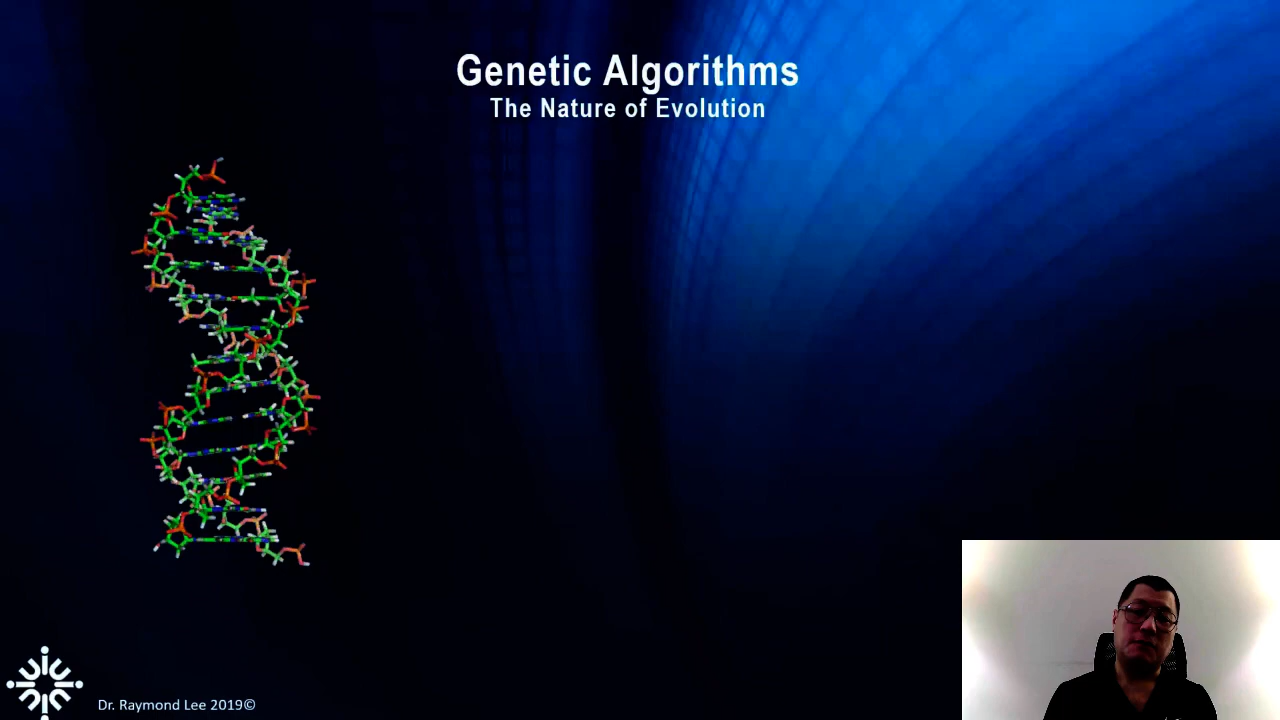 Genetic Algorithms
The Nature of Evolution
Dr. Raymond Lee 2019©